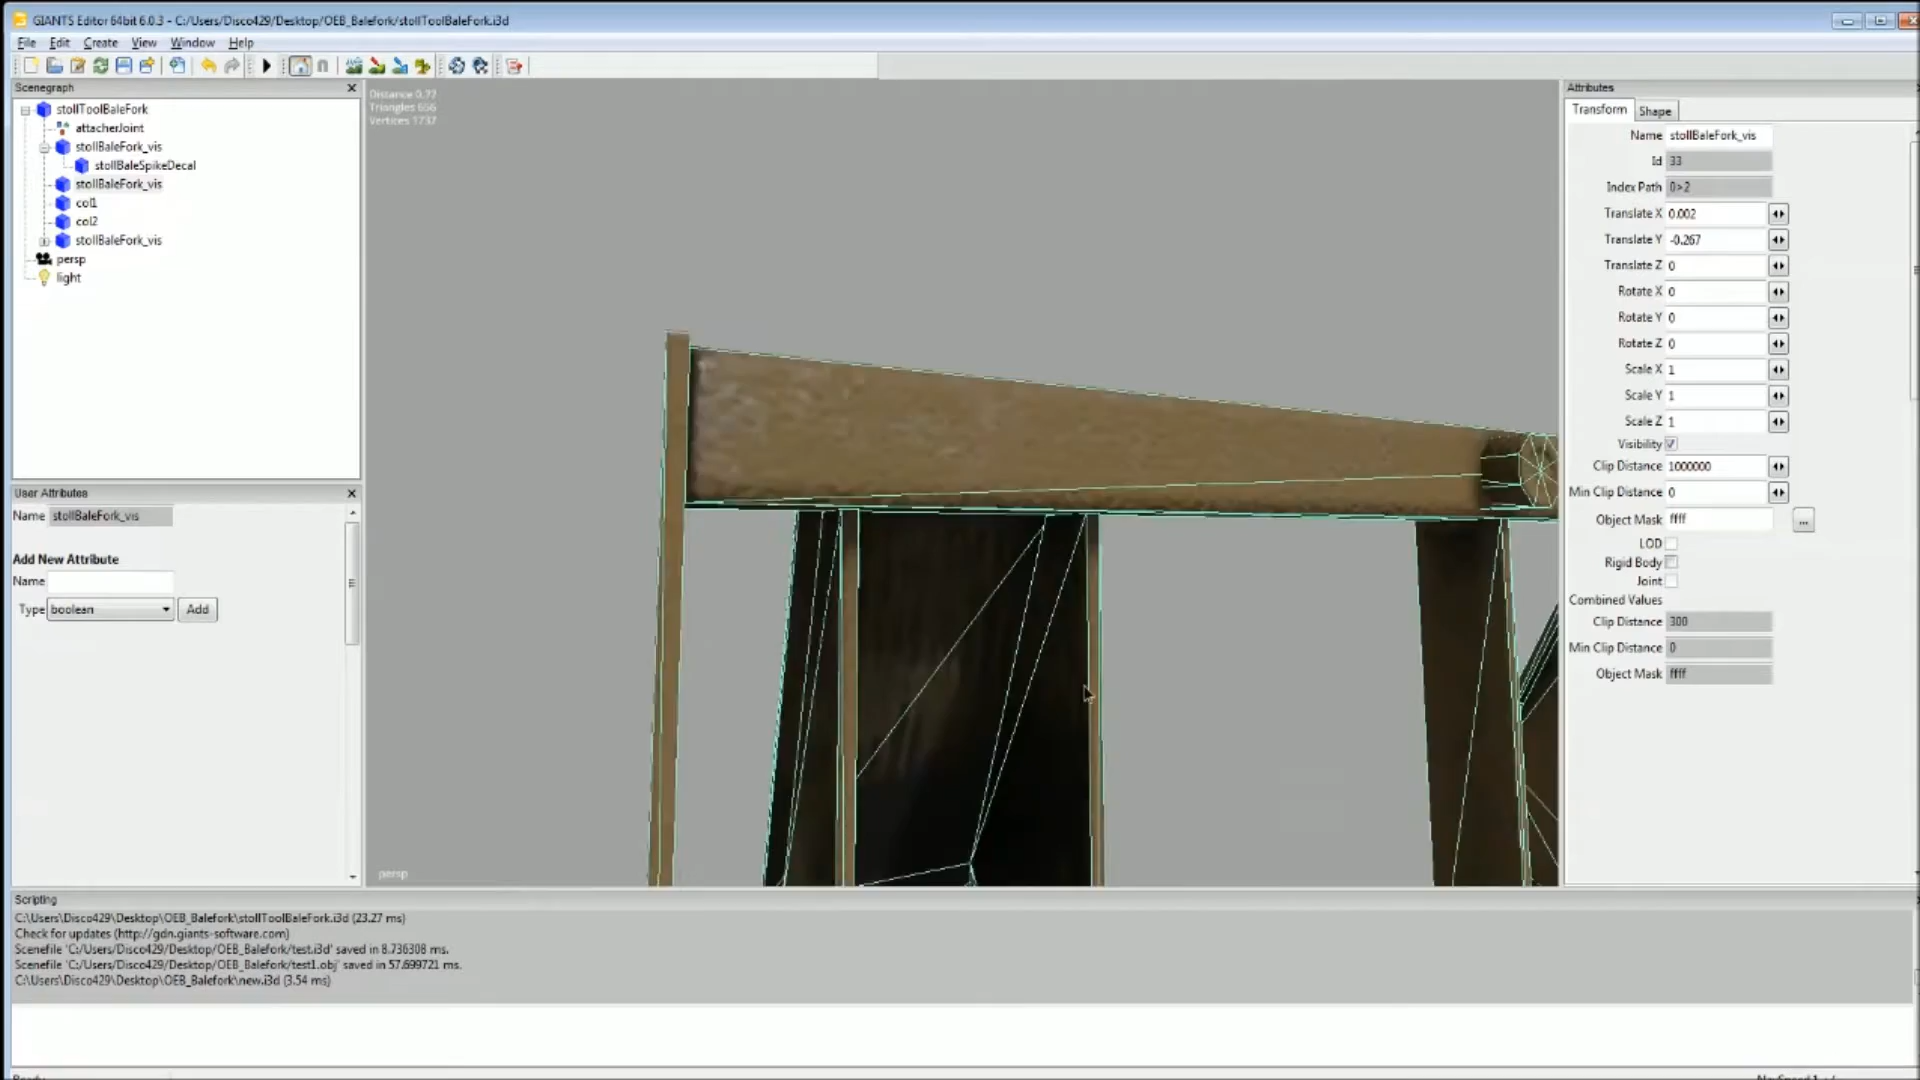 GIANTS Editor 64bit 6.0.3 - C:/Users/Disco429/Desktop/OEB_Balefork/stollToolBaleFork.i3d
File Edit Create View Window Help
Scenegraph
stollToolBaleFork
attacherJoint
stollBaleFork_vis
stollBaleSpikeDecal
stollBaleFork_vis
col1
col2
stollBaleFork_vis
persp
light
User Attributes
Name stollBaleFork_vis
Add New Attribute
Name
Type boolean Add
Distance 0.77
Triangles 656
Vertices 1737
persp
Attributes
Transform Shape
Name stollBaleFork_vis
Id 33
Index Path 0>2
Translate X 0.002
Translate Y -0.267
Translate Z 0
Rotate X 0
Rotate Y 0
Rotate Z 0
Scale X 1
Scale Y 1
Scale Z 1
Visibility
Clip Distance 1000000
Min Clip Distance 0
Object Mask ffff ...
LOD
Rigid Body
Joint
Combined Values
Clip Distance 300
Min Clip Distance 0
Object Mask ffff
Scripting
C:\Users\Disco429\Desktop\OEB_Balefork\stollToolBaleFork.i3d (23.27 ms)
Check for updates (http://gdn.giants-software.com)
Scenefile 'C:/Users/Disco429/Desktop/OEB_Balefork/test.i3d' saved in 8.736308 ms.
Scenefile 'C:/Users/Disco429/Desktop/OEB_Balefork/test1.obj' saved in 57.699721 ms.
C:\Users\Disco429\Desktop\OEB_Balefork\new.i3d (3.54 ms)